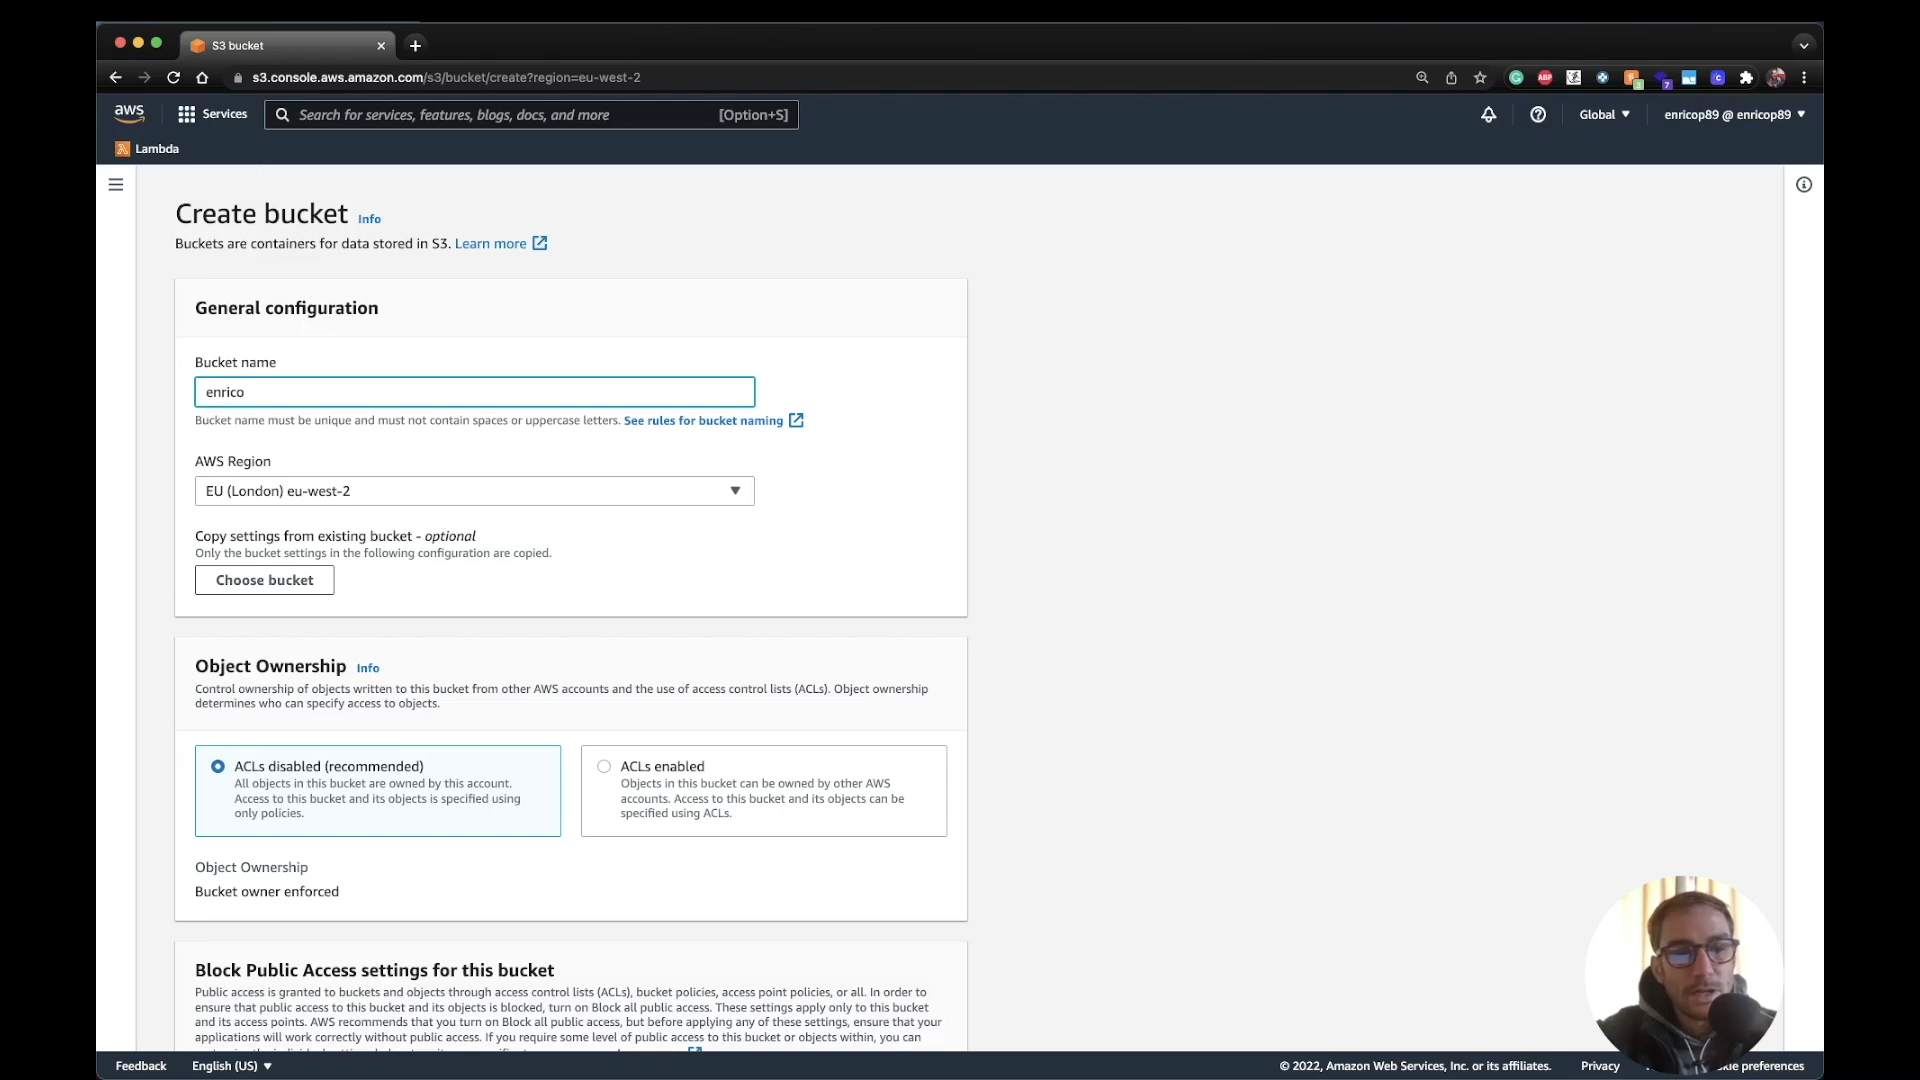 S3 bucket
s3.console.aws.amazon.com/s3/bucket/create?region=eu-west-2
ABP
aws
Services
Search for services, features, blogs, docs, and more
[Option+S]
Global
enricop89 @ enricop89
Lambda
Create bucket Info
Buckets are containers for data stored in S3. Learn more
General configuration
Bucket name
enrico
Bucket name must be unique and must not contain spaces or uppercase letters. See rules for bucket naming
AWS Region
EU (London) eu-west-2
Copy settings from existing bucket - optional
Only the bucket settings in the following configuration are copied.
Choose bucket
Object Ownership Info
Control ownership of objects written to this bucket from other AWS accounts and the use of access control lists (ACLs). Object ownership
determines who can specify access to objects.
ACLs disabled (recommended)
All objects in this bucket are owned by this account.
Access to this bucket and its objects is specified using
only policies.
ACLs enabled
Objects in this bucket can be owned by other AWS
accounts. Access to this bucket and its objects can be
specified using ACLs.
Object Ownership
Bucket owner enforced
Block Public Access settings for this bucket
Public access is granted to buckets and objects through access control lists (ACLs), bucket policies, access point policies, or all. In order to
ensure that public access to this bucket and its objects is blocked, turn on Block all public access. These settings apply only to this bucket
and its access points. AWS recommends that you turn on Block all public access, but before applying any of these settings, ensure that your
applications will work correctly without public access. If you require some level of public access to this bucket or objects within, you can
Feedback
English (US)
© 2022, Amazon Web Services, Inc. or its affiliates.
Privacy
preferences